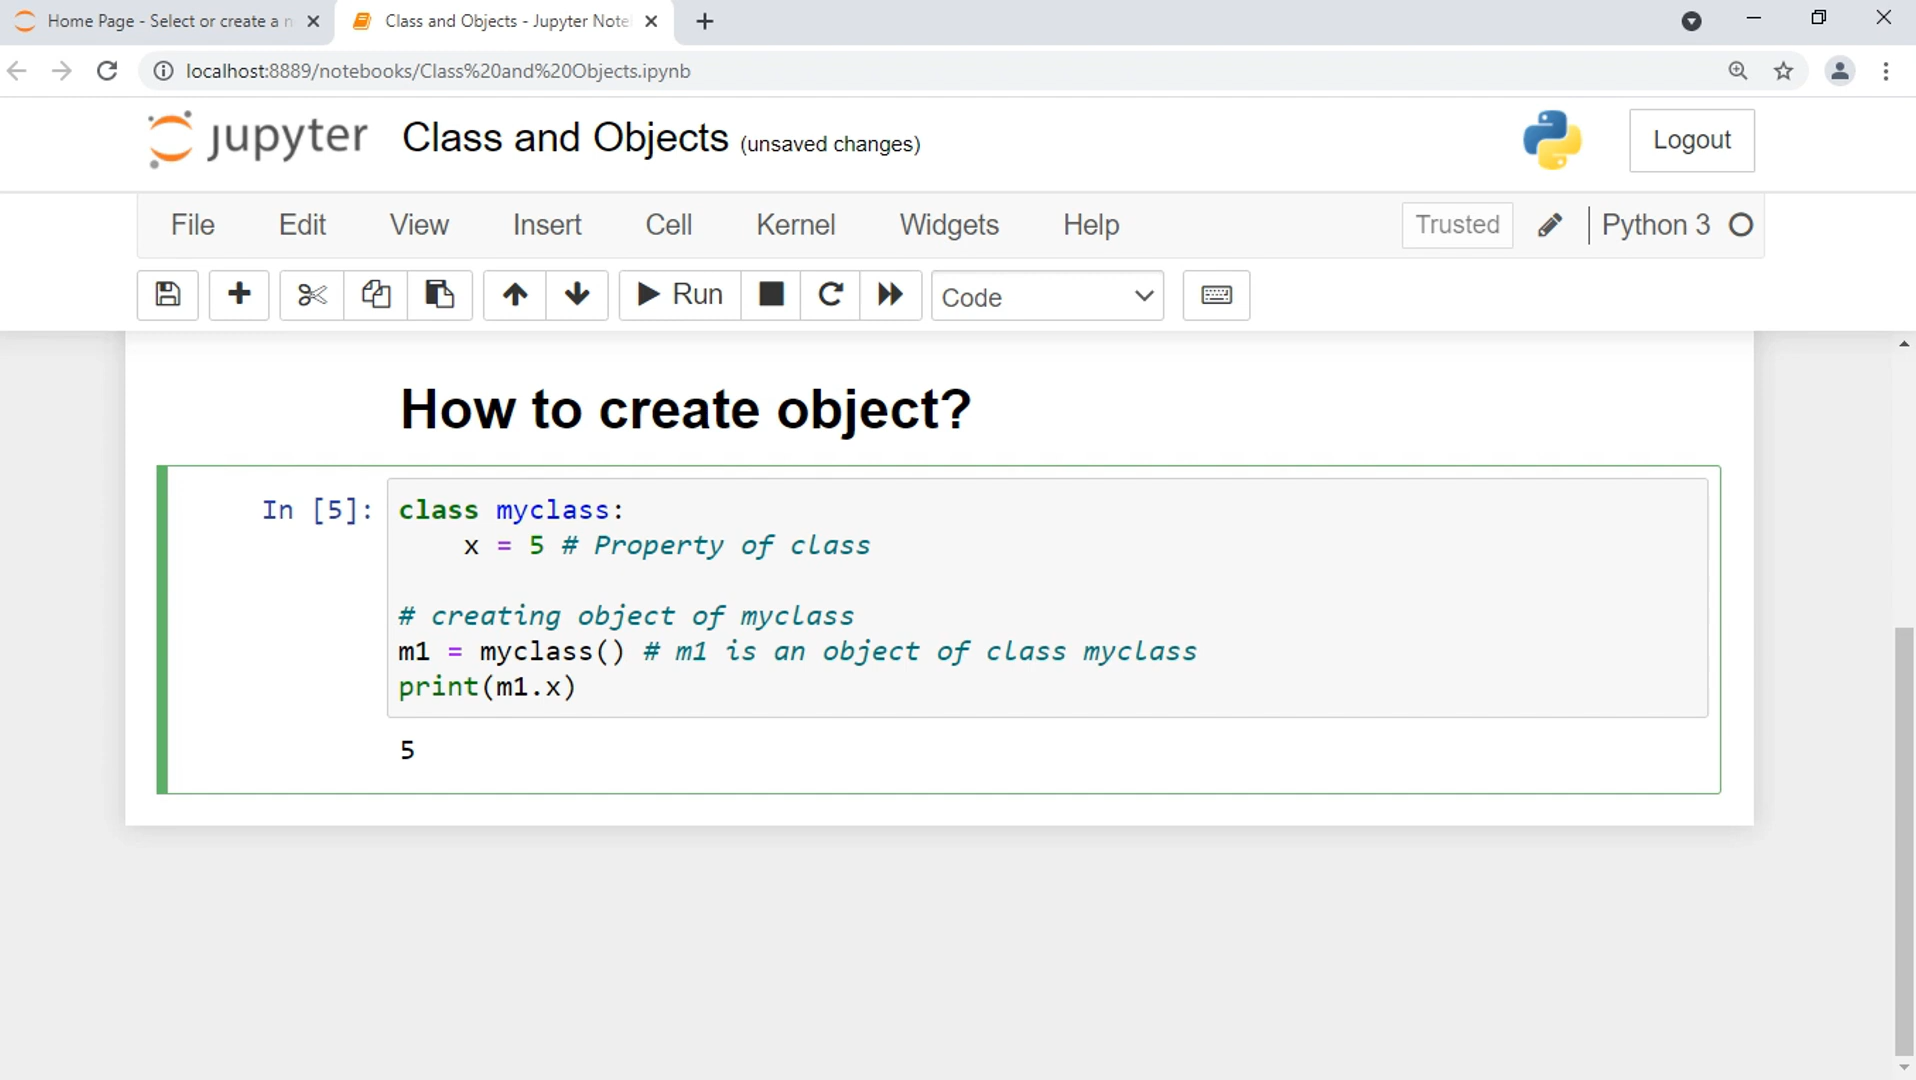 Home Page - Select or create a n
Class and Objects - Jupyter Note
localhost:8889/notebooks/Class%20and%20Objects.ipynb
jupyter Class and Objects (unsaved changes) Logout
File Edit View Insert Cell Kernel Widgets Help Trusted Python 3
Run Code
How to create object?
In [5]: class myclass:
x = 5 # Property of class
# creating object of myclass
m1 = myclass() # m1 is an object of class myclass
print(m1.x)
5